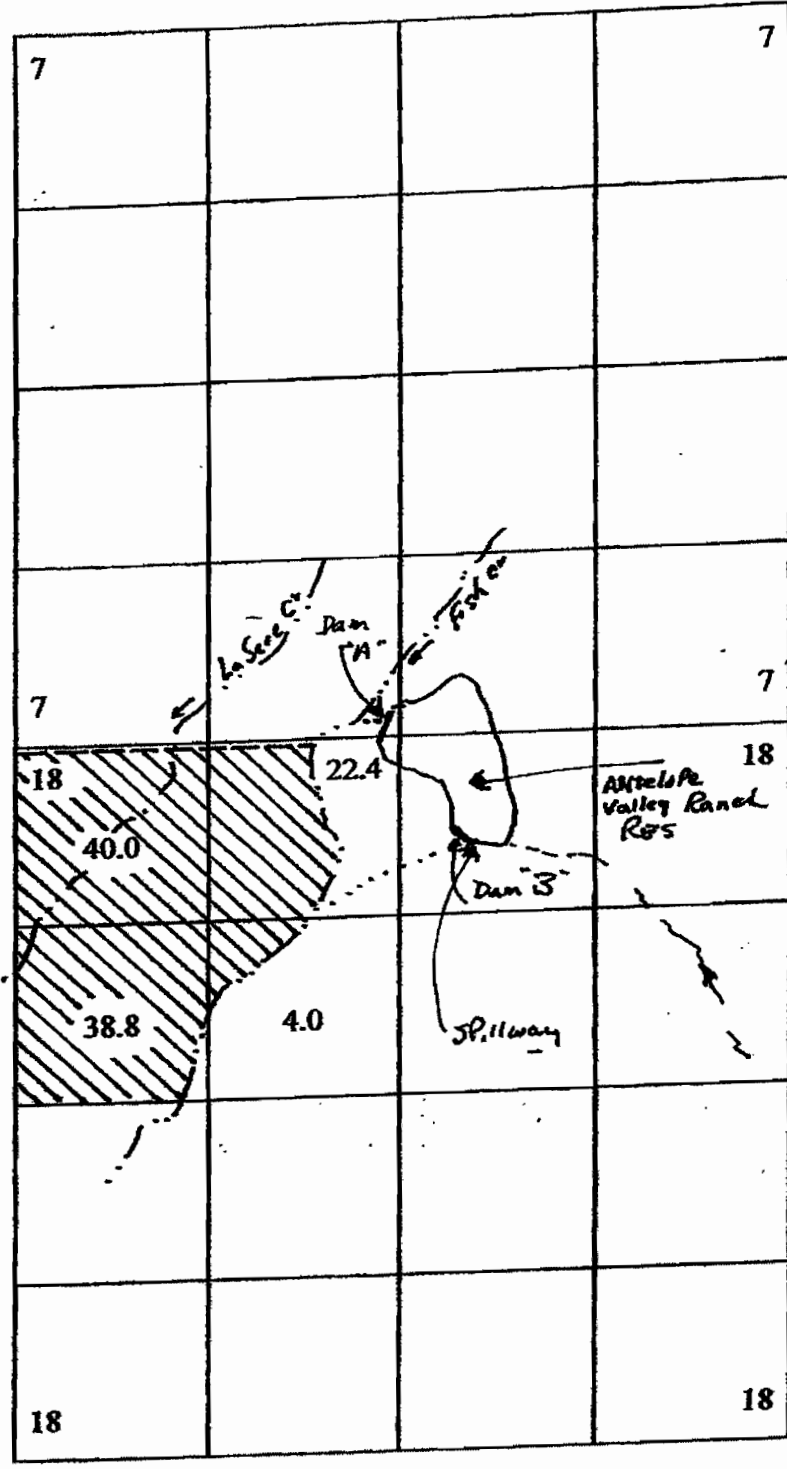 7 7
Fish Cr
La Sere Cr
Dam
"A"
7 7
18 22.4 18
Antelope
Valley Ranch
Res
40.0
Dam "B"
38.8 4.0
Spillway
18 18